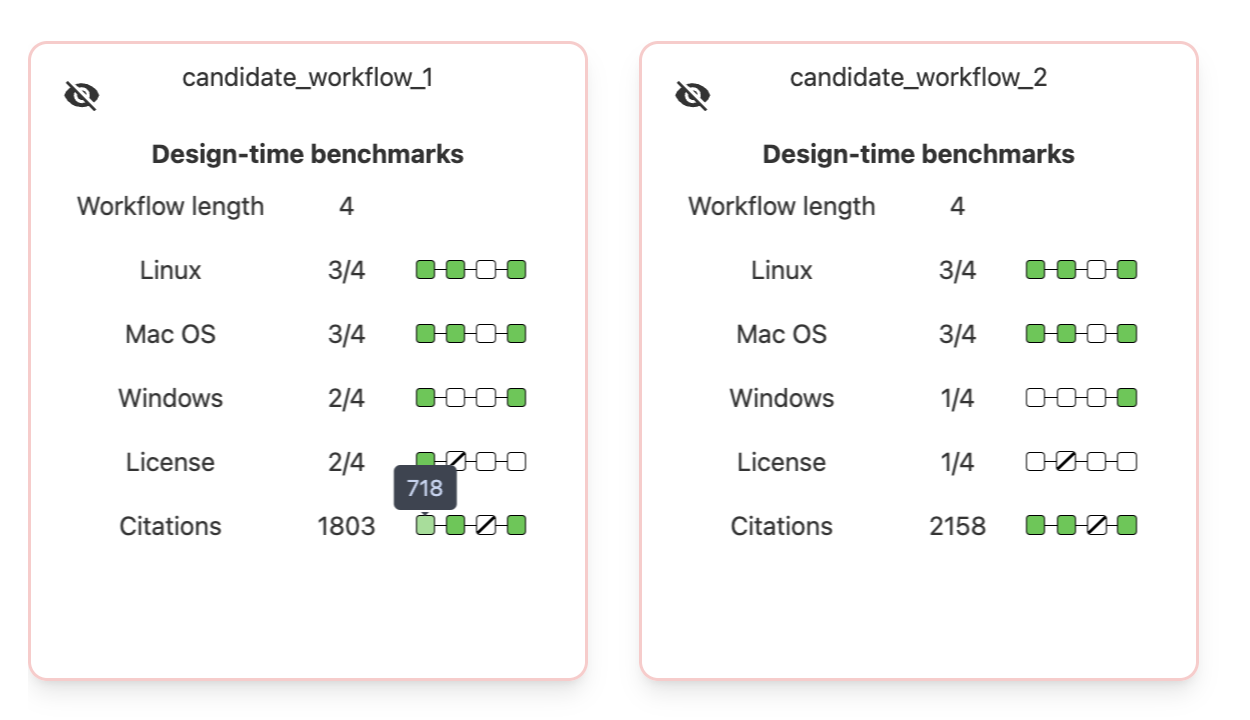 candidate_workflow_1
Design-time benchmarks
Workflow length 4
Linux 3/4
Mac OS 3/4
Windows 2/4
License 2/4
718
Citations 1803
candidate_workflow_2
Design-time benchmarks
Workflow length 4
Linux 3/4
Mac OS 3/4
Windows 1/4
License 1/4
Citations 2158